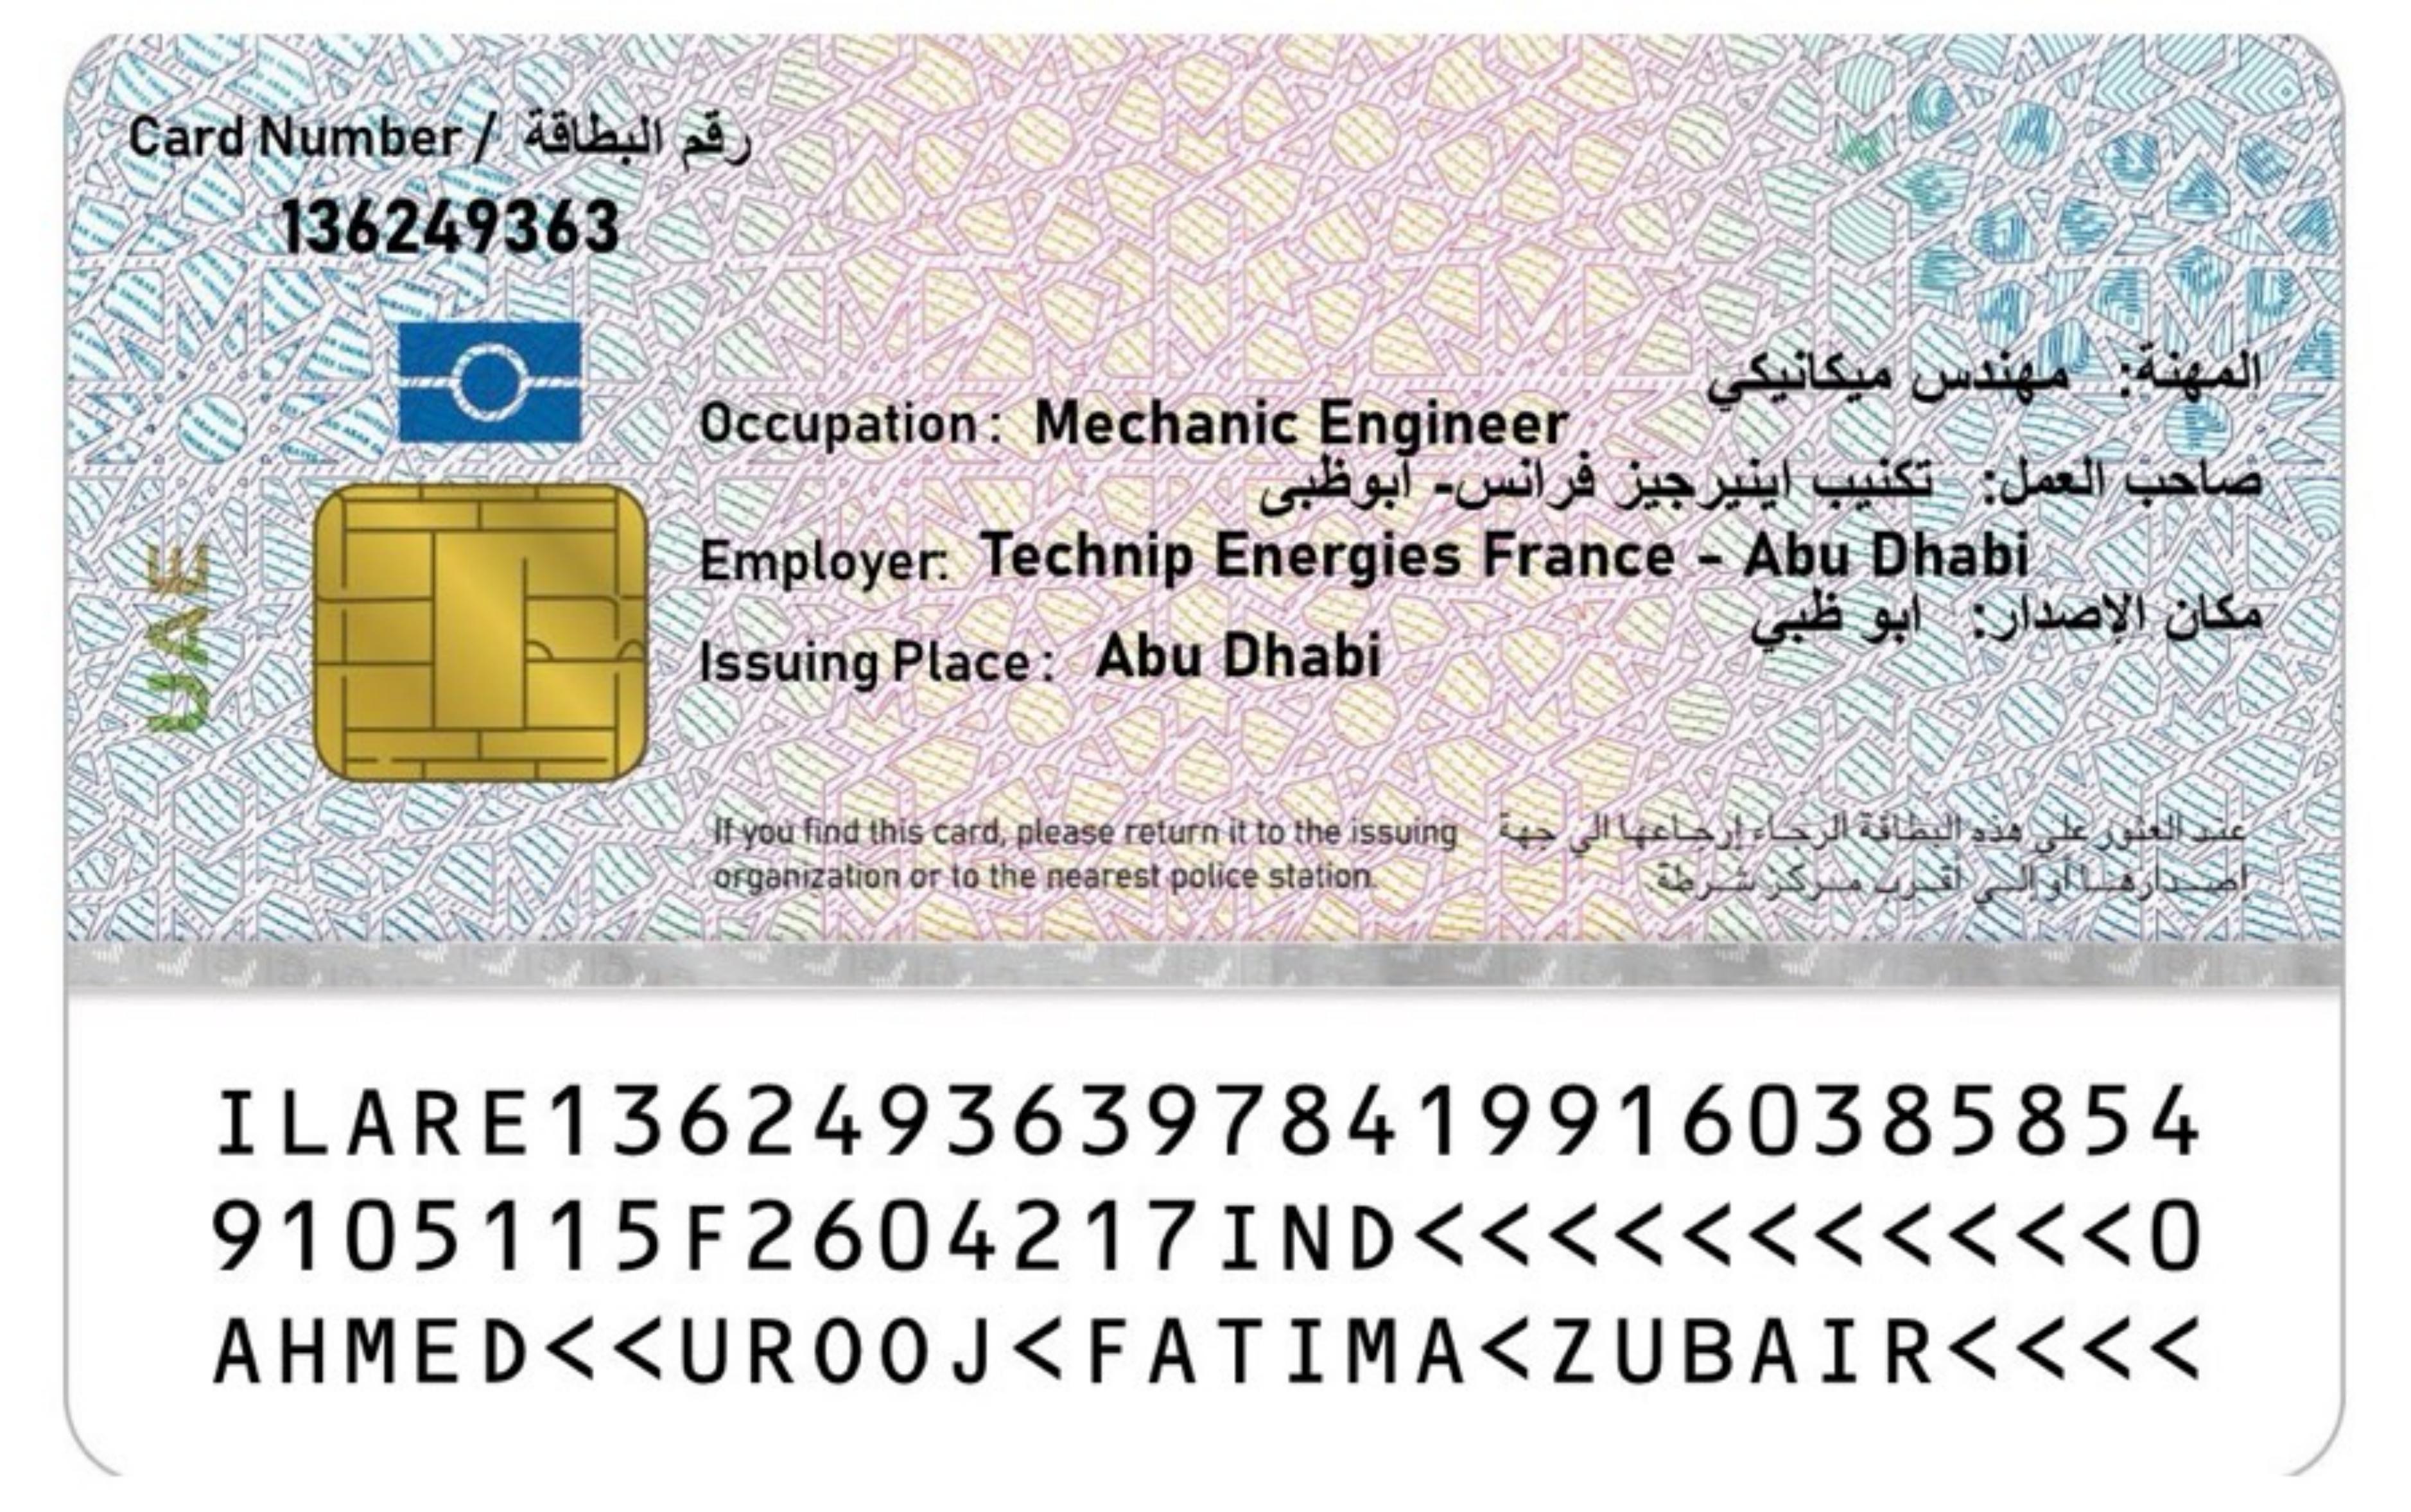 Card Number / رقم البطاقة
136249363
المهنة: مهندس ميكانيكي
Occupation: Mechanic Engineer
صاحب العمل: تكنيب اينيرجيز فرانس- ابوظبى
Employer: Technip Energies France - Abu Dhabi
مكان الإصدار: ابو ظبي
Issuing Place: Abu Dhabi
UAE
If you find this card, please return it to the issuing
organization or to the nearest police station.
عند العثور على هذه البطاقة الرجاء إرجاعها الى جهة
اصدارها أو الى أقرب مركز شرطة.
ILARE1362493639784199160385854
9105115F2604217IND<<<<<<<<<<<0
AHMED<<UROOJ<FATIMA<ZUBAIR<<<<